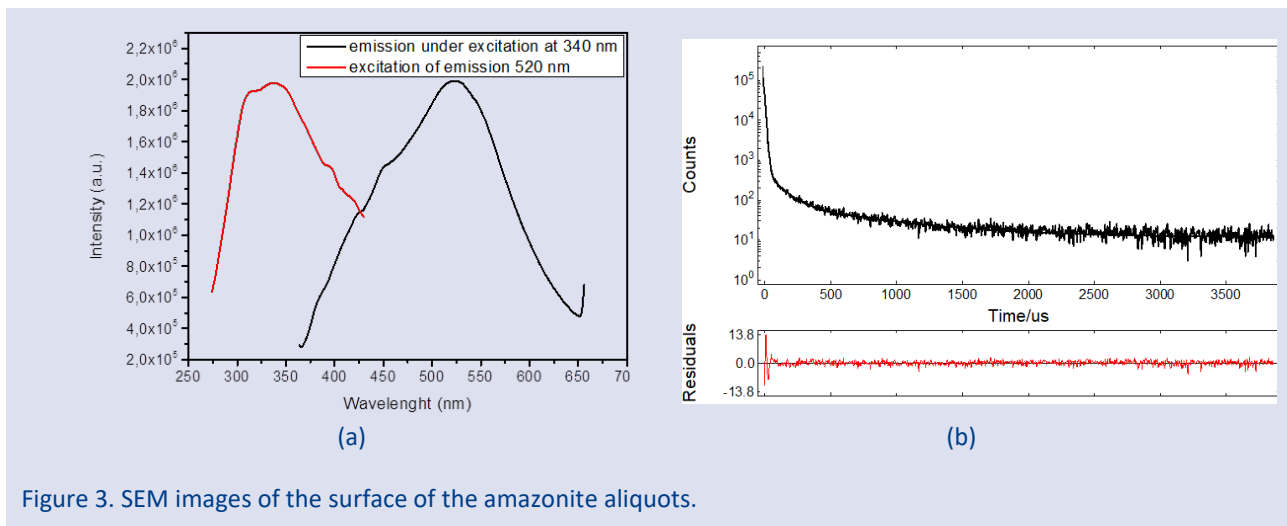 2,2x10⁶
2,0x10⁶
1,8x10⁶
1,6x10⁶
1,4x10⁶
1,2x10⁶
1,0x10⁶
8,0x10⁵
6,0x10⁵
4,0x10⁵
2,0x10⁵
Intensity (a.u.)
emission under excitation at 340 nm
excitation of emission 520 nm
250 300 350 400 450 500 550 600 650 70
Wavelenght (nm)
(a)
10⁵
10⁴
10³
10²
10¹
10⁰
Counts
0 500 1000 1500 2000 2500 3000 3500
Time/us
13.8
0.0
-13.8
Residuals
(b)
Figure 3. SEM images of the surface of the amazonite aliquots.